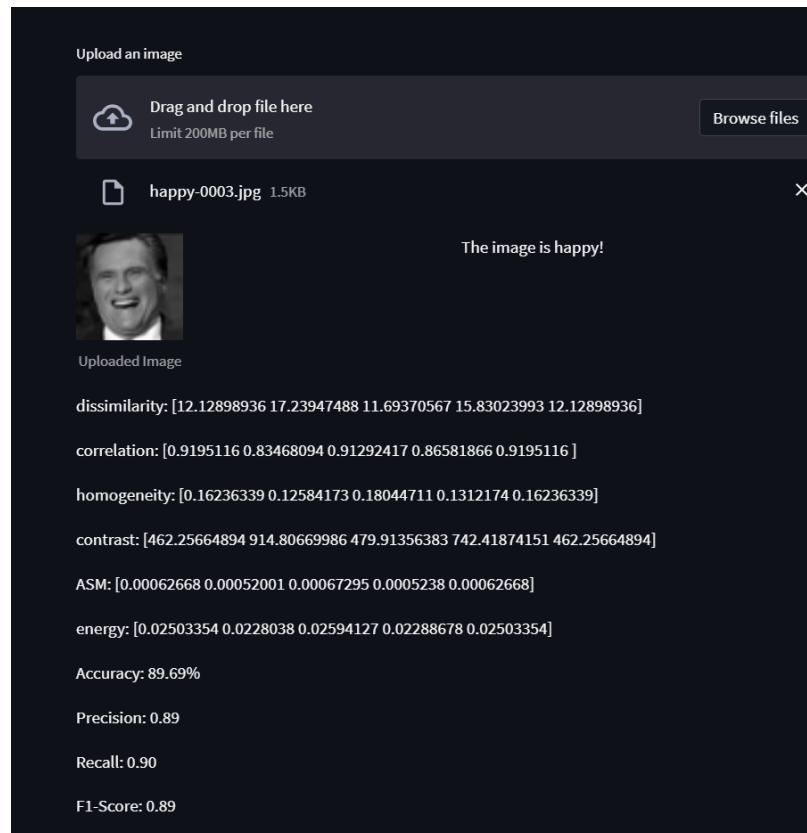 Upload an image
Drag and drop file here
Limit 200MB per file
Browse files
happy-0003.jpg 1.5KB
The image is happy!
Uploaded Image
dissimilarity: [12.12898936 17.23947488 11.69370567 15.83023993 12.12898936]
correlation: [0.9195116 0.83468094 0.91292417 0.86581866 0.9195116 ]
homogeneity: [0.16236339 0.12584173 0.18044711 0.1312174 0.16236339]
contrast: [462.25664894 914.80669986 479.91356383 742.41874151 462.25664894]
ASM: [0.00062668 0.00052001 0.00067295 0.0005238 0.00062668]
energy: [0.02503354 0.0228038 0.02594127 0.02288678 0.02503354]
Accuracy: 89.69%
Precision: 0.89
Recall: 0.90
F1-Score: 0.89